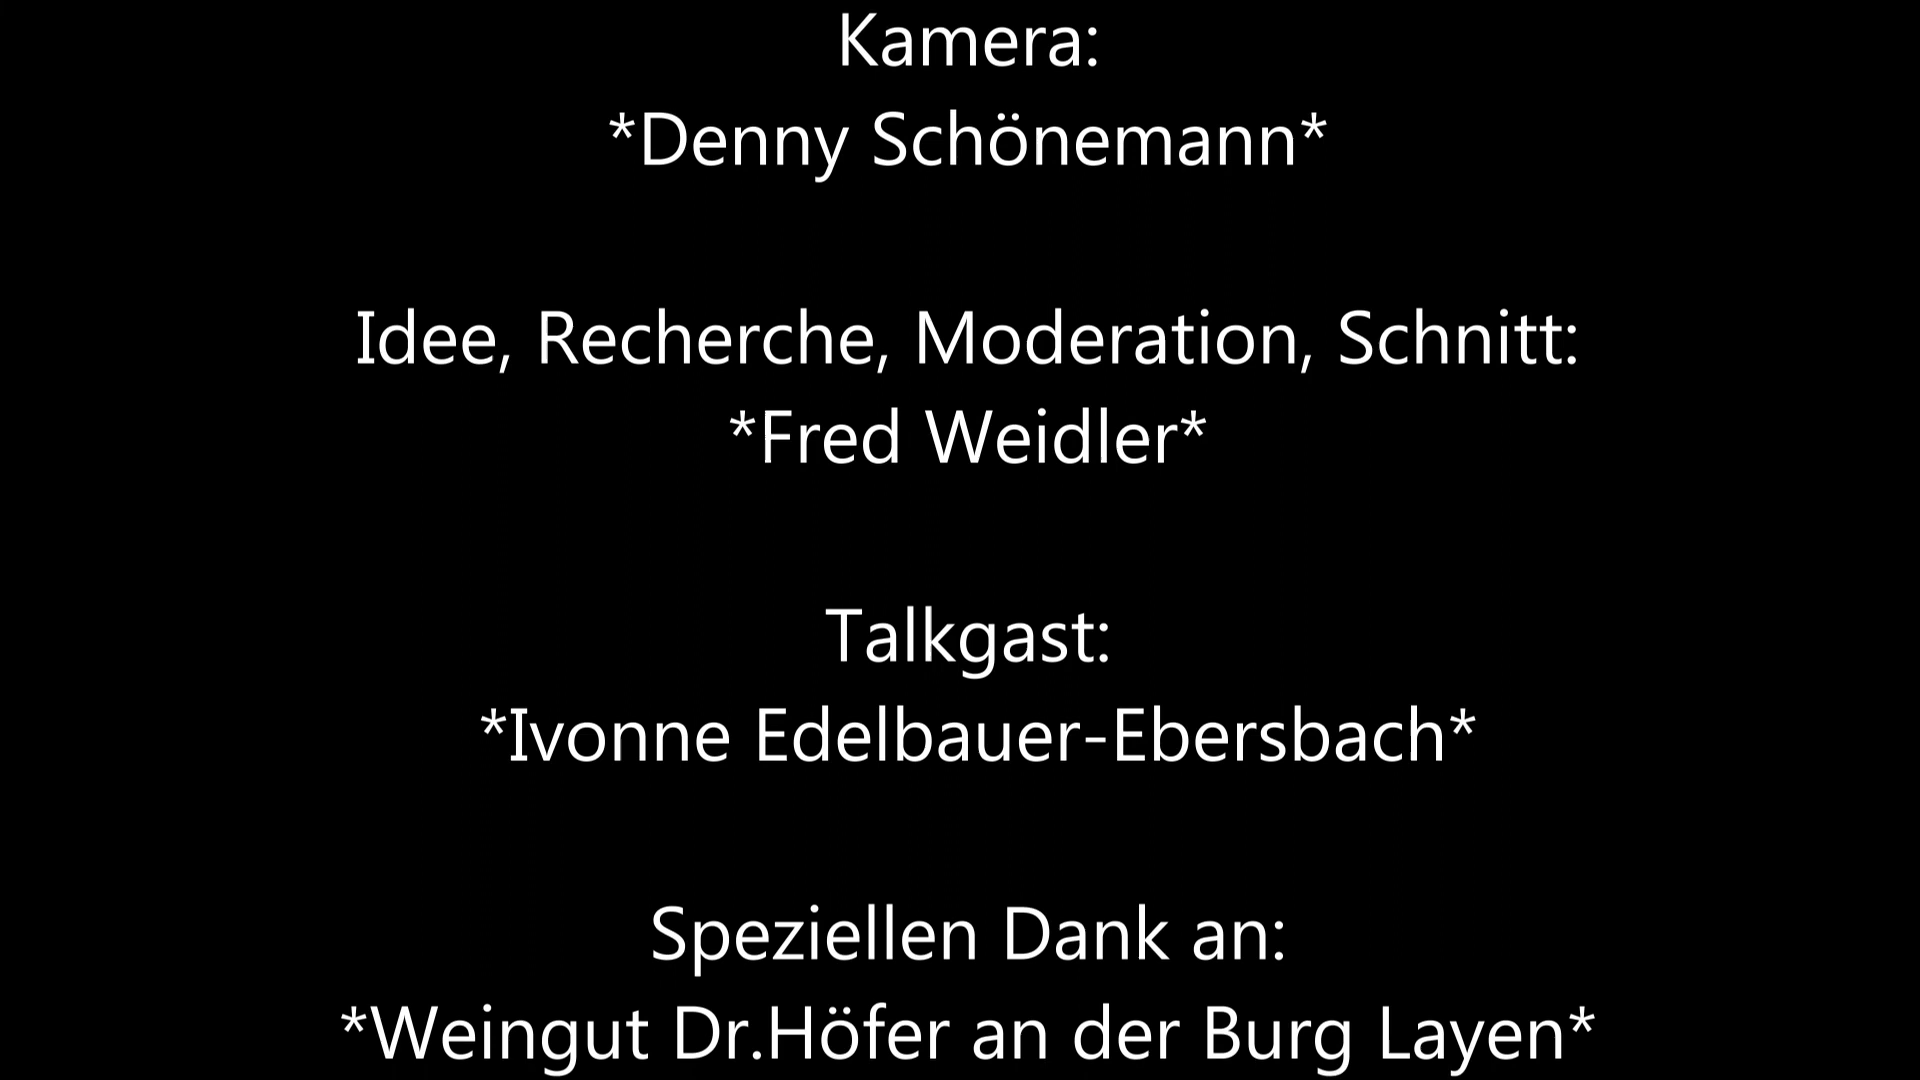 Kamera:
*Denny Schönemann*
Idee, Recherche, Moderation, Schnitt:
*Fred Weidler*
Talkgast:
*Ivonne Edelbauer-Ebersbach*
Speziellen Dank an:
*Weingut Dr.Höfer an der Burg Layen*